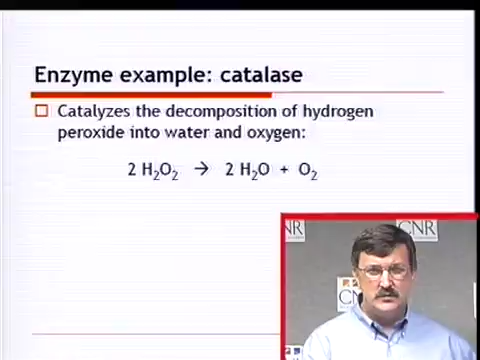 Enzyme example: catalase
Catalyzes the decomposition of hydrogen
peroxide into water and oxygen:
2 H₂O₂ → 2 H₂O + O₂
CNR
CNR
CN